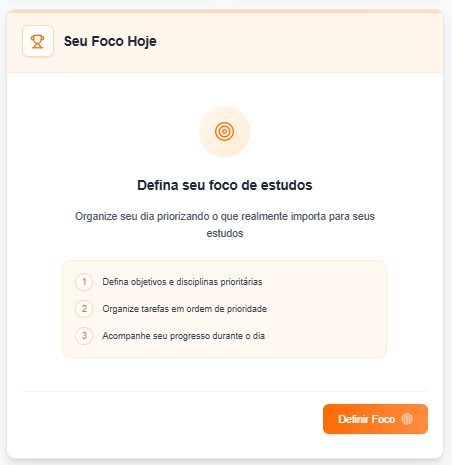 Seu Foco Hoje
Defina seu foco de estudos
Organize seu dia priorizando o que realmente importa para seus
estudos
1 Defina objetivos e disciplinas prioritárias
2 Organize tarefas em ordem de prioridade
3 Acompanhe seu progresso durante o dia
Definir Foco